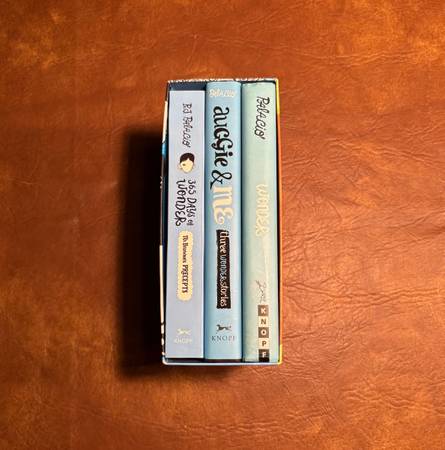 R.J. PALACIO
365 DAYS of
WONDER
Mr. Browne's PRECEPTS
KNOPF
PALACIO
auggie & ME
three WONDER stories
KNOPF
PALACIO
WONDER
KNOPF